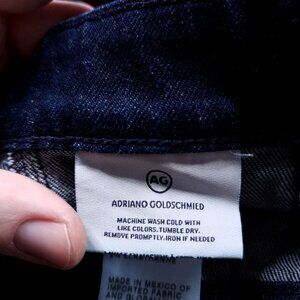 AG
ADRIANO GOLDSCHMIED
MACHINE WASH COLD WITH
LIKE COLORS. TUMBLE DRY.
REMOVE PROMPTLY. IRON IF NEEDED
MADE IN MEXICO OF
IMPORTED FABRIC